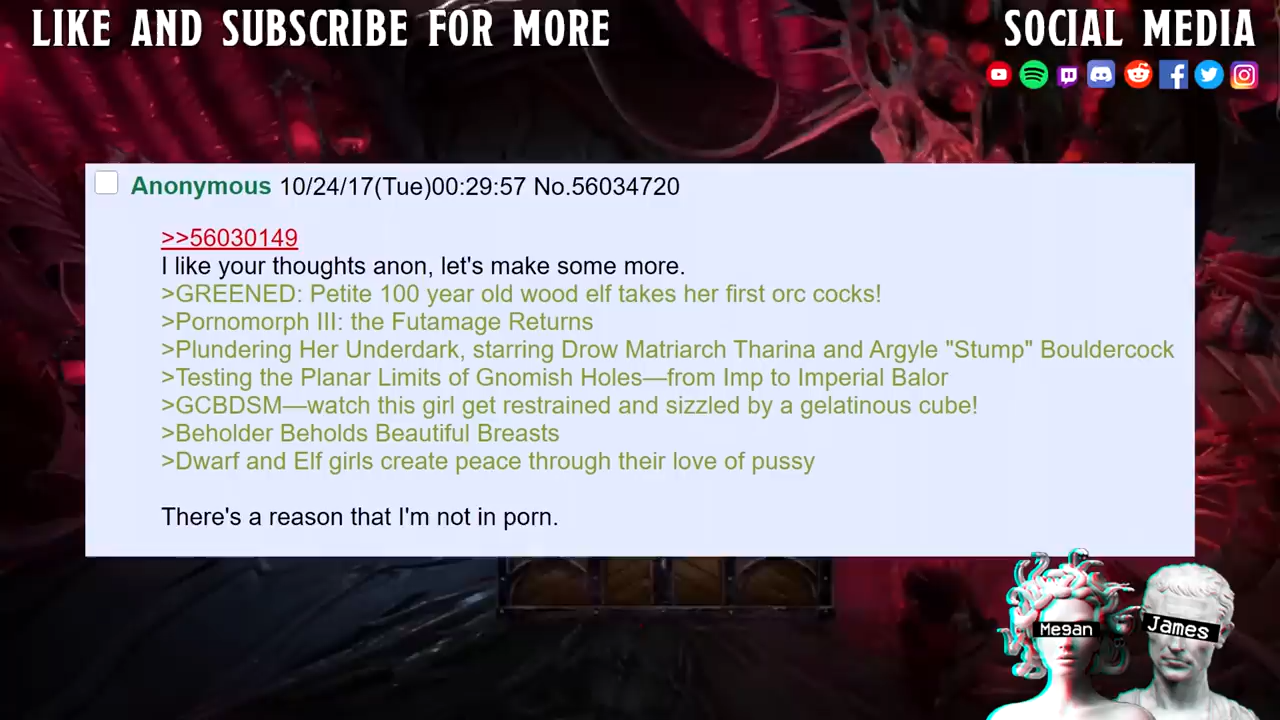 LIKE AND SUBSCRIBE FOR MORE
SOCIAL MEDIA
Anonymous 10/24/17(Tue)00:29:57 No.56034720
>>56030149
I like your thoughts anon, let's make some more.
>GREENED: Petite 100 year old wood elf takes her first orc cocks!
>Pornomorph III: the Futamage Returns
>Plundering Her Underdark, starring Drow Matriarch Tharina and Argyle "Stump" Bouldercock
>Testing the Planar Limits of Gnomish Holes—from Imp to Imperial Balor
>GCBDSM—watch this girl get restrained and sizzled by a gelatinous cube!
>Beholder Beholds Beautiful Breasts
>Dwarf and Elf girls create peace through their love of pussy
There's a reason that I'm not in porn.
Megan
James